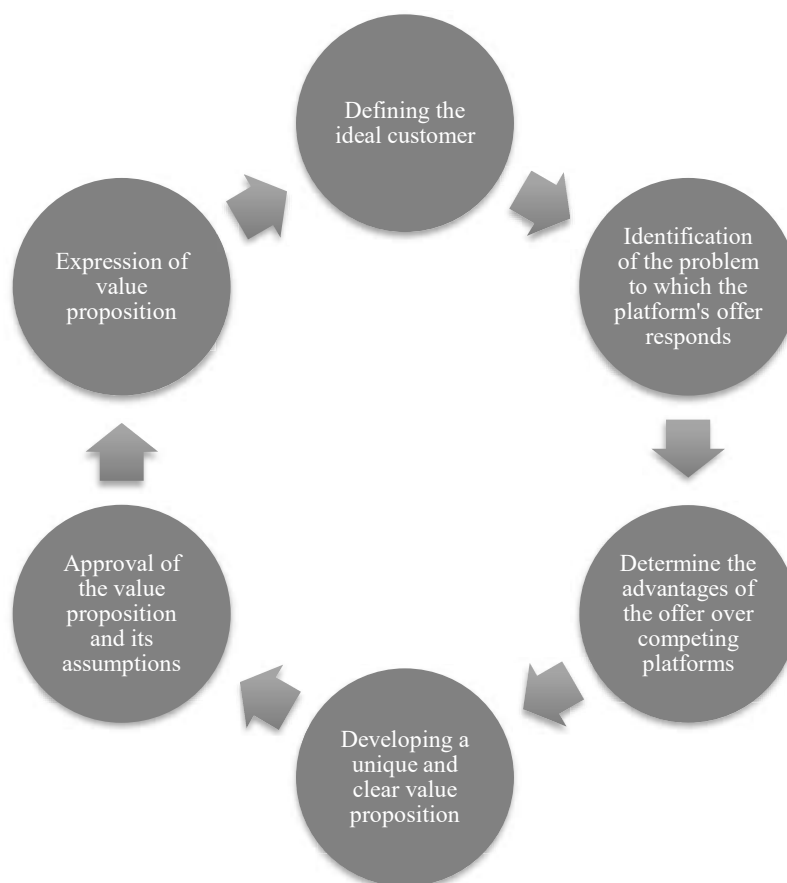 Defining the
ideal customer
Identification
of the problem
to which the
platform's offer
responds
Determine the
advantages of
the offer over
competing
platforms
Developing a
unique and
clear value
proposition
Approval of
the value
proposition
and its
assumptions
Expression of
value
proposition